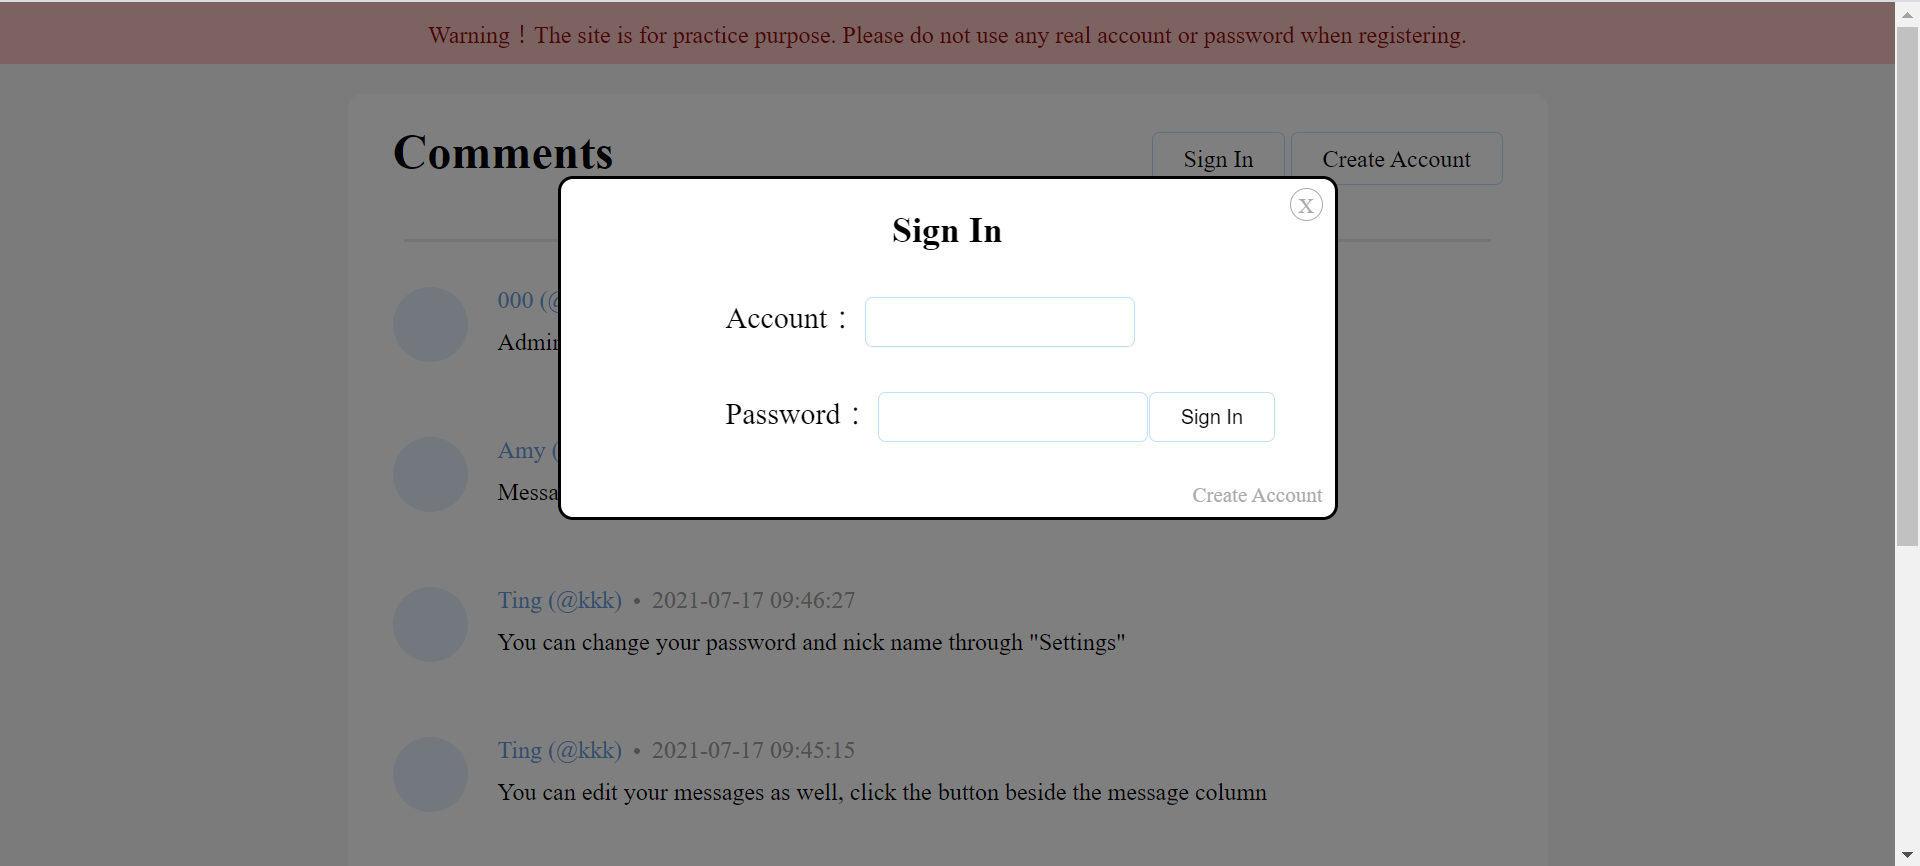 Warning！The site is for practice purpose. Please do not use any real account or password when registering.
Comments
Sign In
Create Account
X
Sign In
Account：
Password：
Sign In
Create Account
000
Amy
Ting (@kkk) • 2021-07-17 09:46:27
You can change your password and nick name through "Settings"
Ting (@kkk) • 2021-07-17 09:45:15
You can edit your messages as well, click the button beside the message column